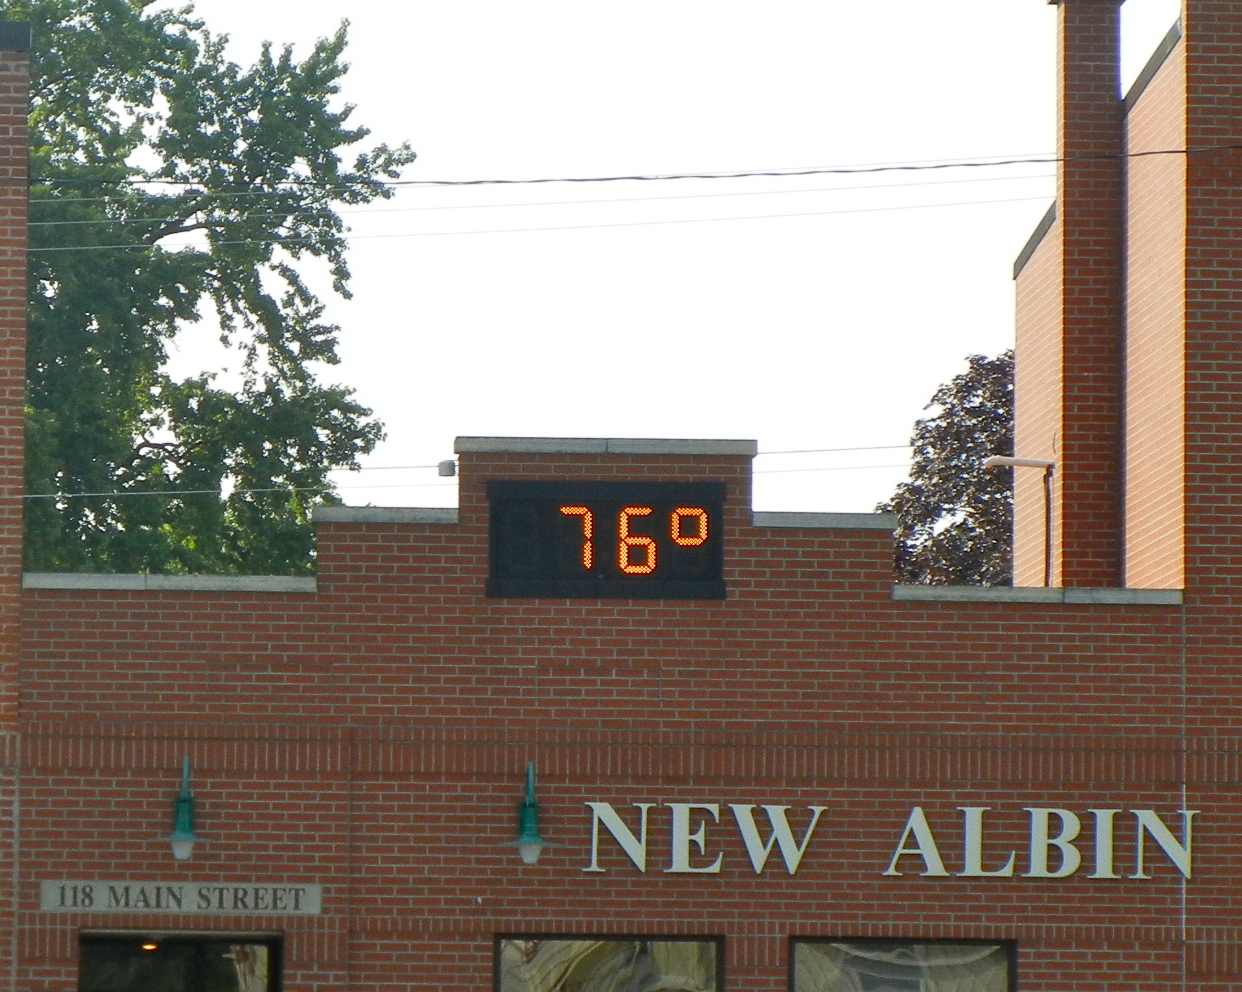 76°
NEW ALBIN
118 MAIN STREET